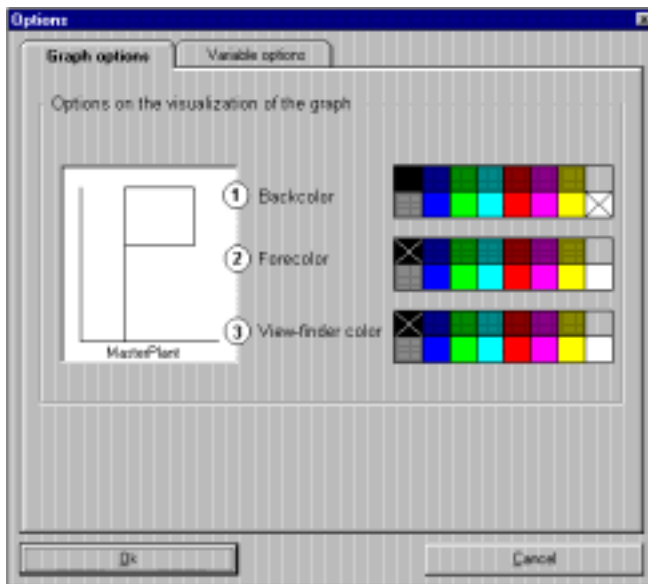 Options
Graph options
Variable options
Options on the visualization of the graph
1 Backcolor
2 Forecolor
3 View-finder color
MasterPlant
Ok
Cancel